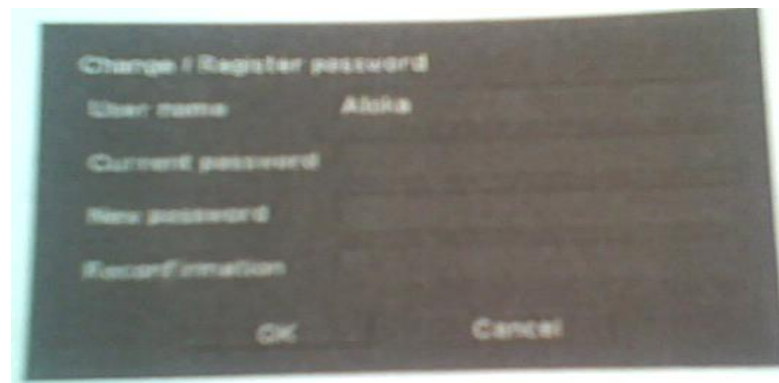 Change / Register password
User name Aloka
Current password
New password
Reconfirmation
OK Cancel